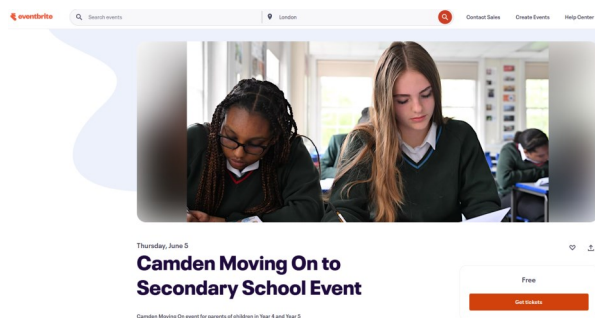 eventbrite
Search events
London
Contact Sales
Create Events
Help Center
Thursday, June 5
Camden Moving On to
Secondary School Event
Free
Get tickets
Camden Moving On event for parents of children in Year 4 and Year 5